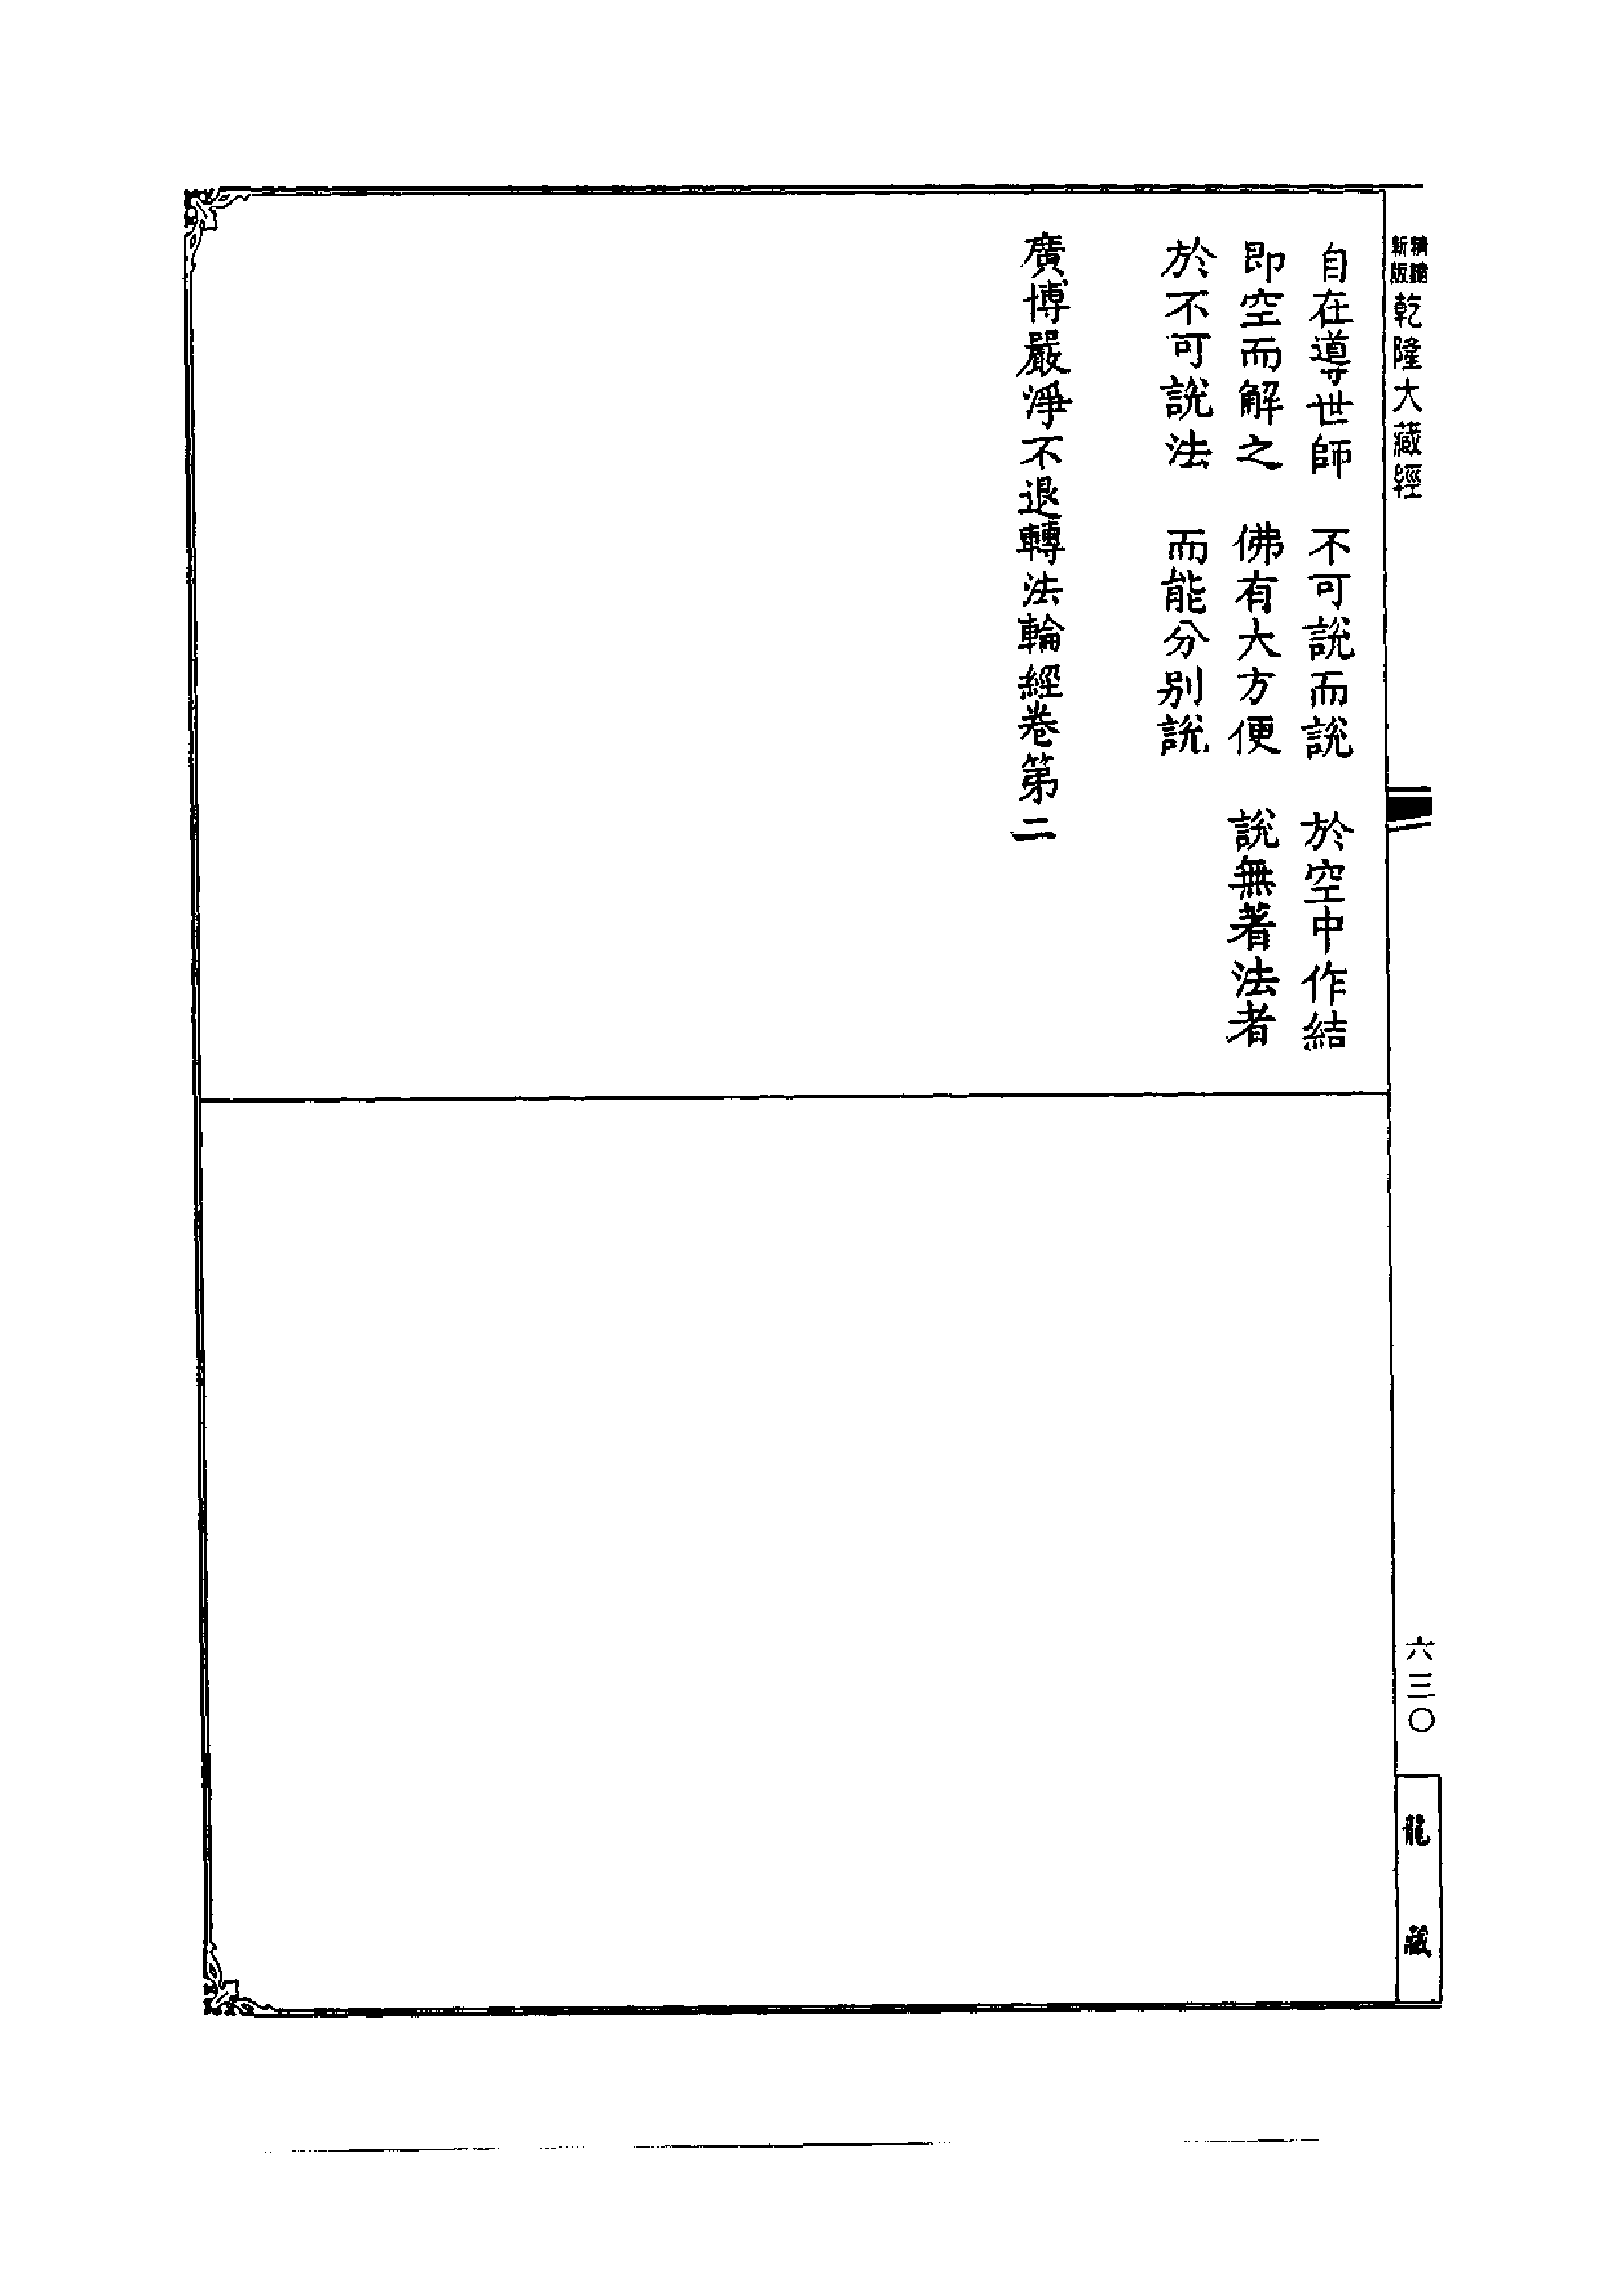 新版精縮乾隆大藏經
自在導世師　不可說而說　於空中作結
即空而解之　佛有大方便　說無著法者
於不可說法　而能分別說
廣博嚴淨不退轉法輪經卷第二
六三〇
龍藏